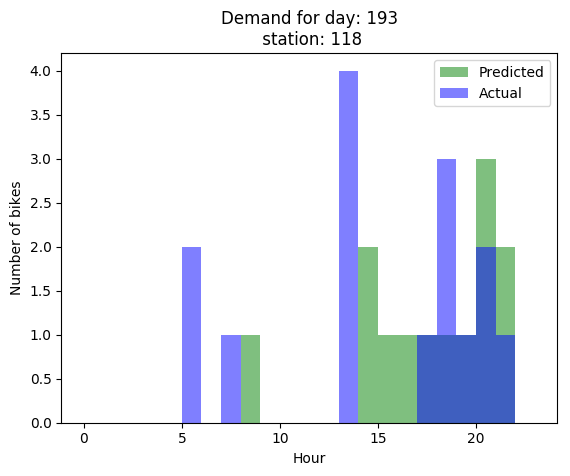 Demand for day: 193
station: 118
Predicted
Actual
4.0
3.5
3.0
2.5
2.0
1.5
1.0
0.5
0.0
Number of bikes
0 5 10 15 20
Hour